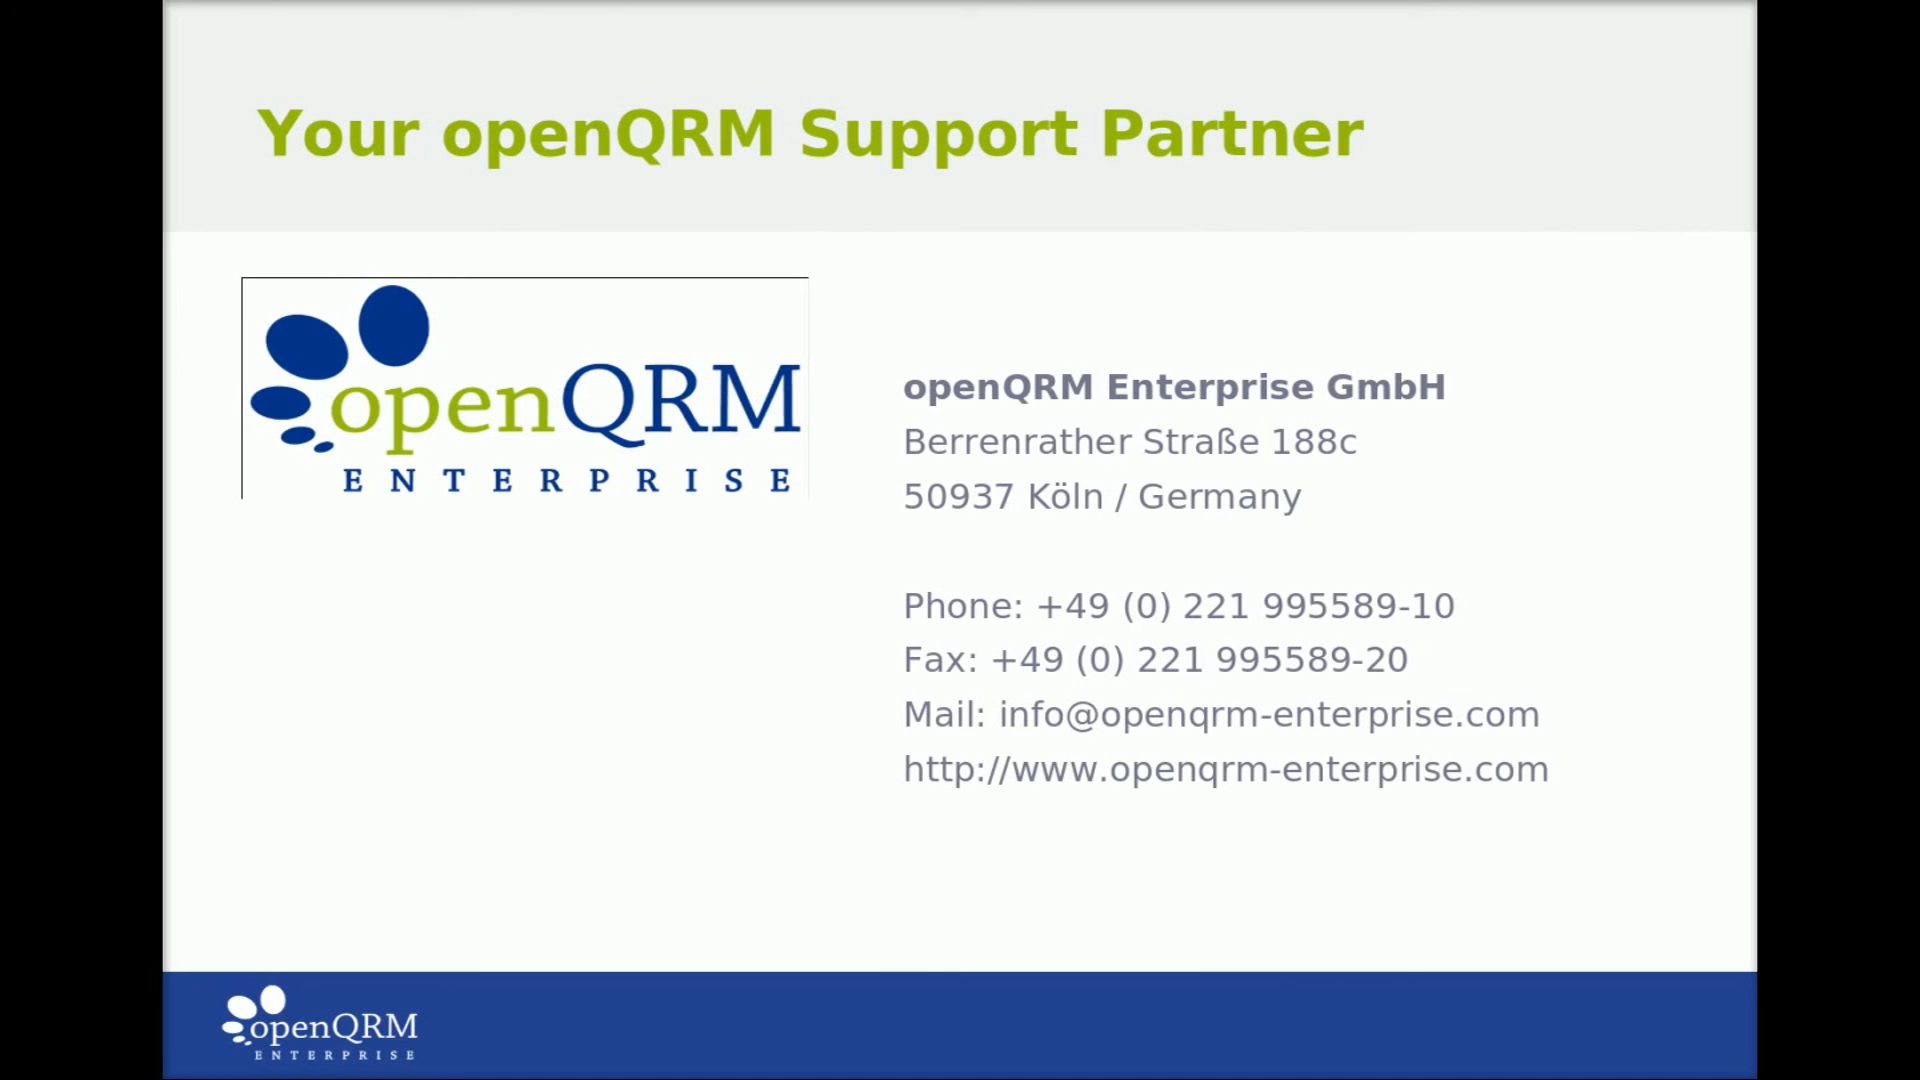 Your openQRM Support Partner
openQRM
ENTERPRISE
openQRM Enterprise GmbH
Berrenrather Straße 188c
50937 Köln / Germany
Phone: +49 (0) 221 995589-10
Fax: +49 (0) 221 995589-20
Mail: info@openqrm-enterprise.com
http://www.openqrm-enterprise.com
openQRM
ENTERPRISE